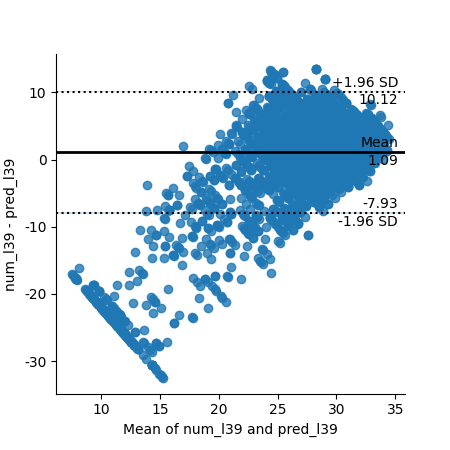 +1.96 SD
10.12
Mean
1.09
-7.93
-1.96 SD
10
0
-10
-20
-30
num_l39 - pred_l39
10 15 20 25 30 35
Mean of num_l39 and pred_l39